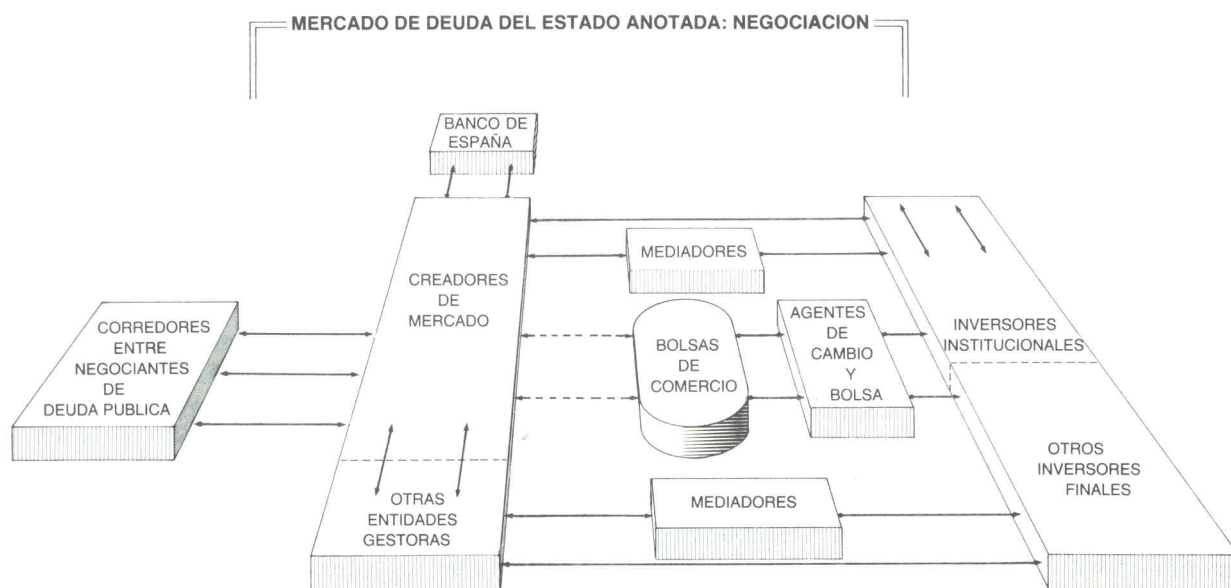 MERCADO DE DEUDA DEL ESTADO ANOTADA: NEGOCIACION
BANCO DE
ESPAÑA
CREADORES
DE
MERCADO
OTRAS
ENTIDADES
GESTORAS
CORREDORES
ENTRE
NEGOCIANTES
DE
DEUDA PUBLICA
MEDIADORES
BOLSAS
DE
COMERCIO
AGENTES
DE
CAMBIO
Y
BOLSA
MEDIADORES
INVERSORES
INSTITUCIONALES
OTROS
INVERSORES
FINALES